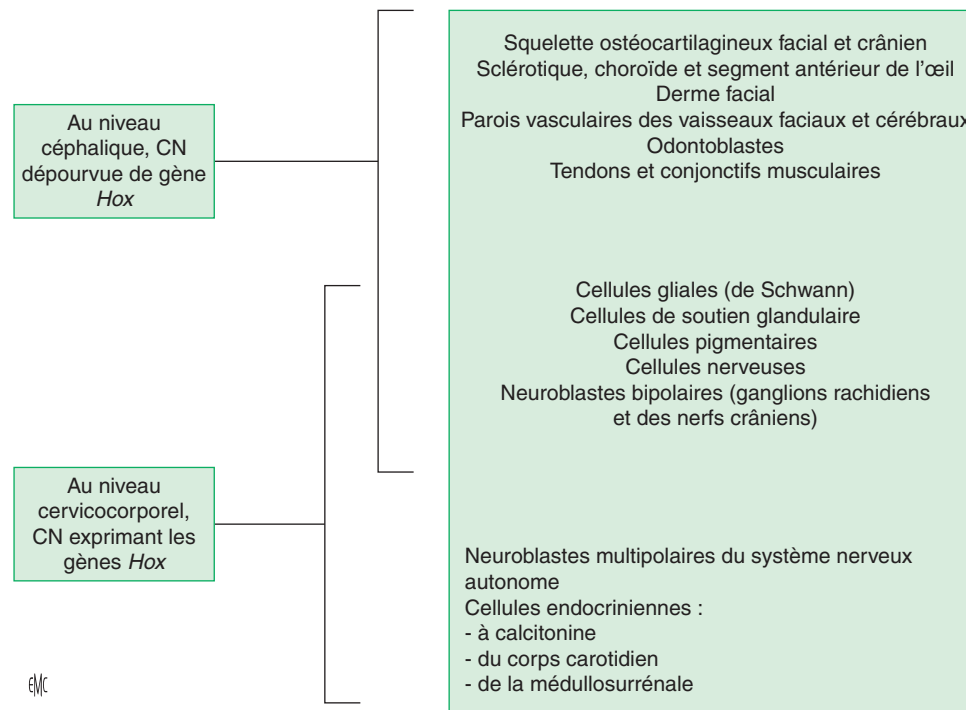 Au niveau
céphalique, CN
dépourvue de gène
Hox
Squelette ostéocartilagineux facial et crânien
Sclérotique, choroïde et segment antérieur de l'œil
Derme facial
Parois vasculaires des vaisseaux faciaux et cérébraux
Odontoblastes
Tendons et conjonctifs musculaires
Cellules gliales (de Schwann)
Cellules de soutien glandulaire
Cellules pigmentaires
Cellules nerveuses
Neuroblastes bipolaires (ganglions rachidiens
et des nerfs crâniens)
Au niveau
cervicocorporel,
CN exprimant les
gènes Hox
Neuroblastes multipolaires du système nerveux
autonome
Cellules endocriniennes :
- à calcitonine
- du corps carotidien
- de la médullosurrénale
EMC